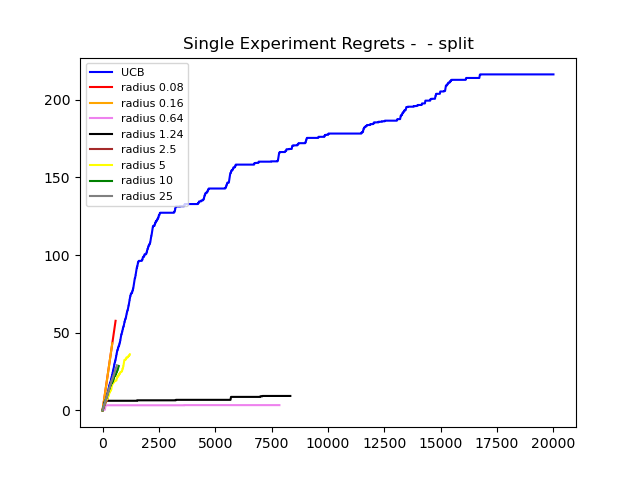 Single Experiment Regrets -  - split
UCB
radius 0.08
radius 0.16
radius 0.64
radius 1.24
radius 2.5
radius 5
radius 10
radius 25
200
150
100
50
0
0 2500 5000 7500 10000 12500 15000 17500 20000